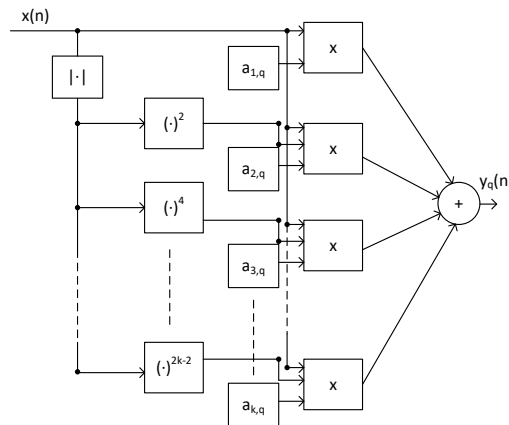 x(n)
x
|·|
a1,q
(·)2
x
a2,q
yq(n
+
(·)4
x
a3,q
(·)2k-2
x
ak,q